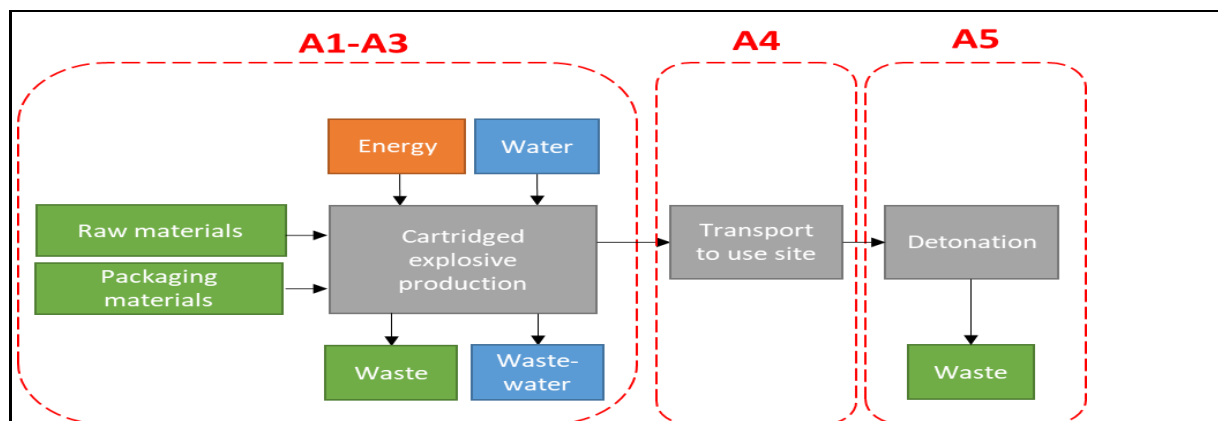 A1-A3
A4
A5
Energy
Water
Raw materials
Packaging
materials
Cartridged
explosive
production
Transport
to use site
Detonation
Waste
Waste-
water
Waste